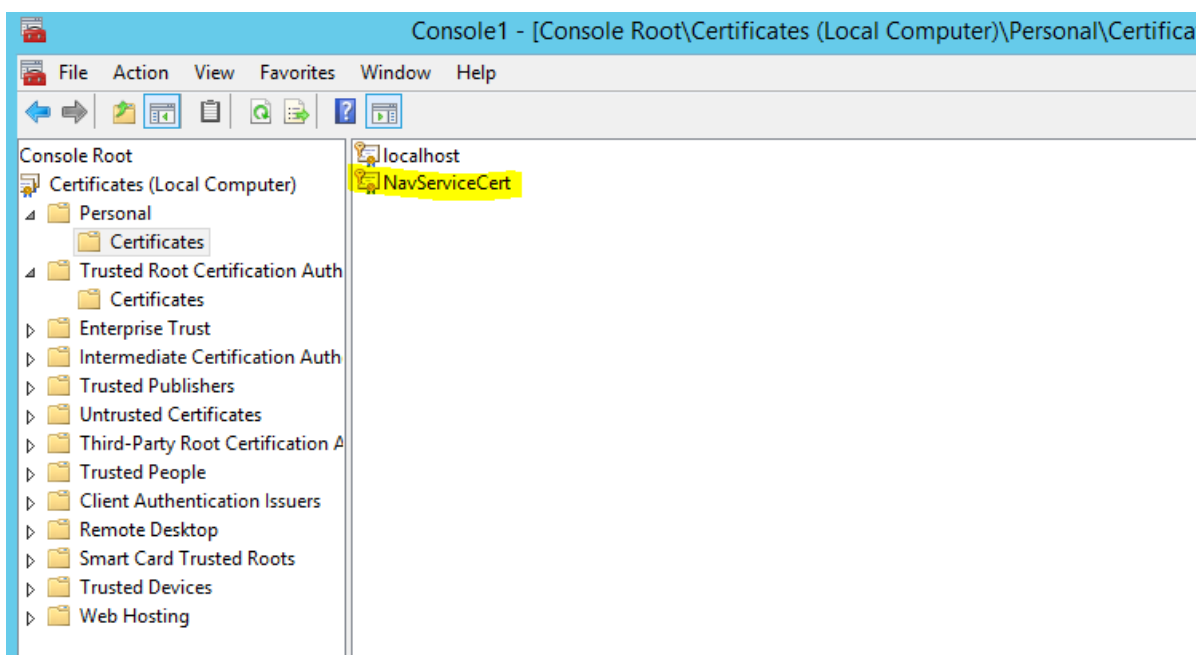 Console1 - [Console Root\Certificates (Local Computer)\Personal\Certifica
File Action View Favorites Window Help
Console Root
Certificates (Local Computer)
Personal
Certificates
Trusted Root Certification Auth
Certificates
Enterprise Trust
Intermediate Certification Auth
Trusted Publishers
Untrusted Certificates
Third-Party Root Certification A
Trusted People
Client Authentication Issuers
Remote Desktop
Smart Card Trusted Roots
Trusted Devices
Web Hosting
localhost
NavServiceCert